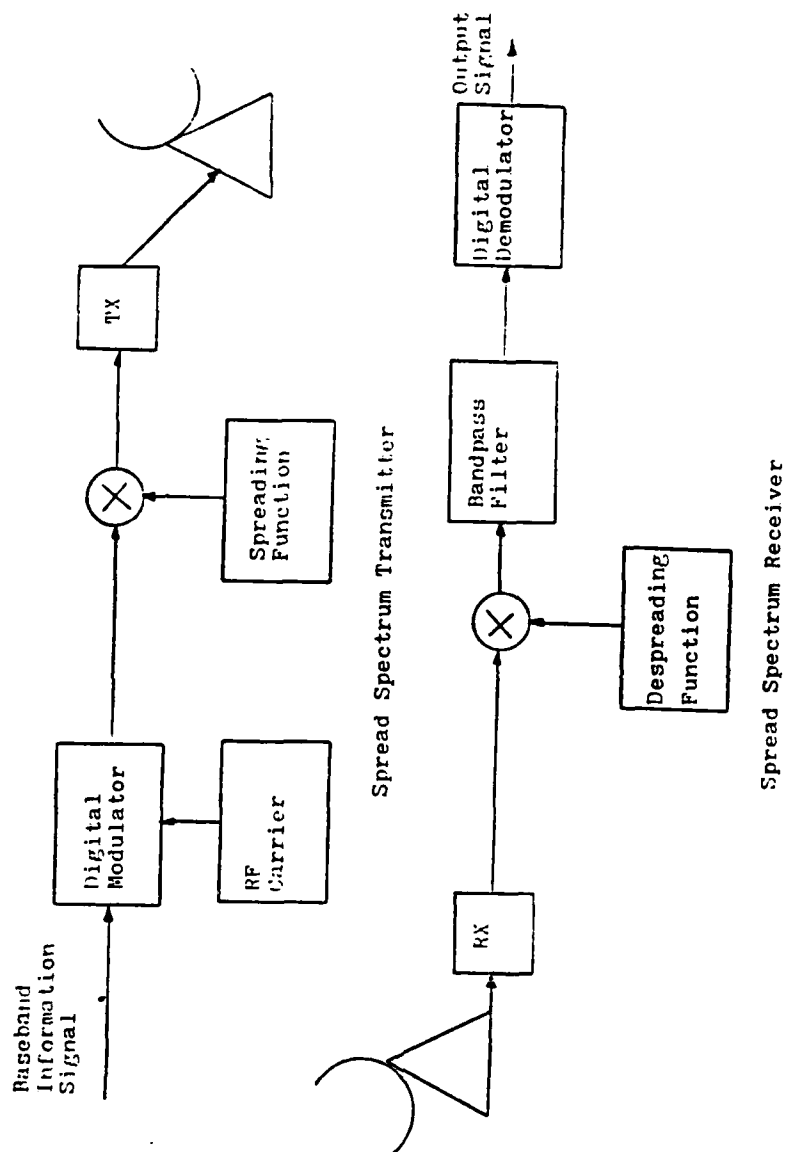 Baseband
Information
Signal
Digital
Modulator
RF
Carrier
Spreading
Function
TX
Spread Spectrum Transmitter
RX
Despreading
Function
Bandpass
Filter
Digital
Demodulator
Output
Signal
Spread Spectrum Receiver